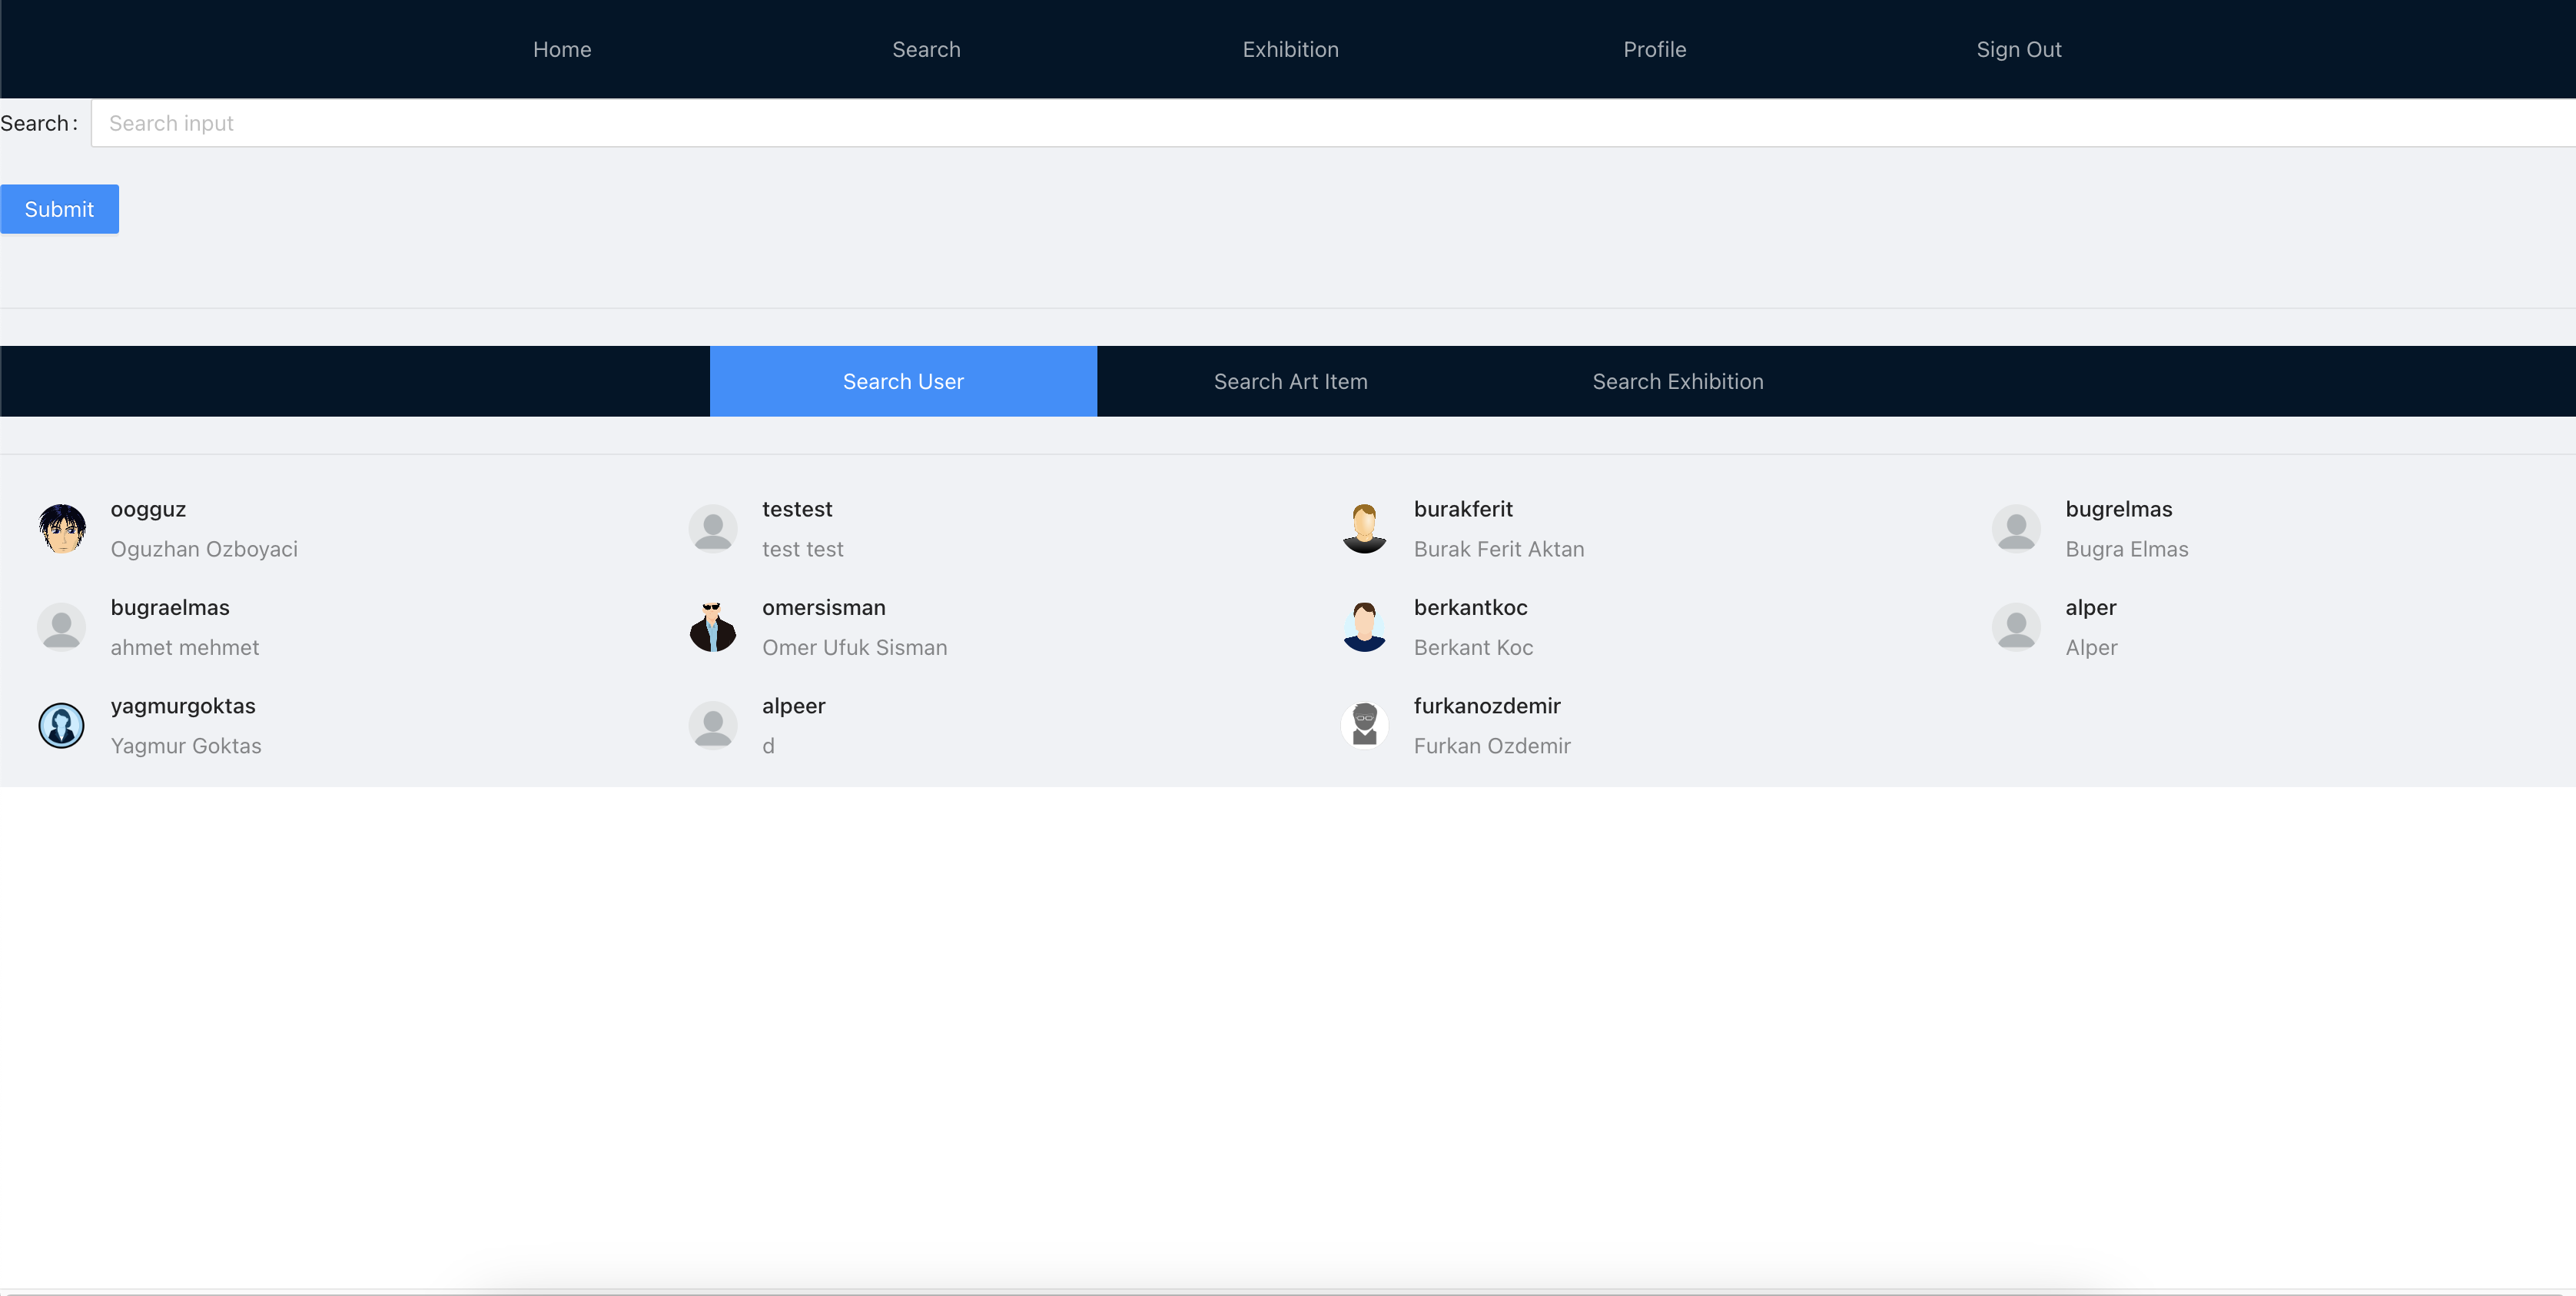 Home Search Exhibition Profile Sign Out
Search: Search input
Submit
Search User Search Art Item Search Exhibition
oogguz testest burakferit bugrelmas
Oguzhan Ozboyaci test test Burak Ferit Aktan Bugra Elmas
bugraelmas omersisman berkantkoc alper
ahmet mehmet Omer Ufuk Sisman Berkant Koc Alper
yagmurgoktas alpeer furkanozdemir
Yagmur Goktas d Furkan Ozdemir